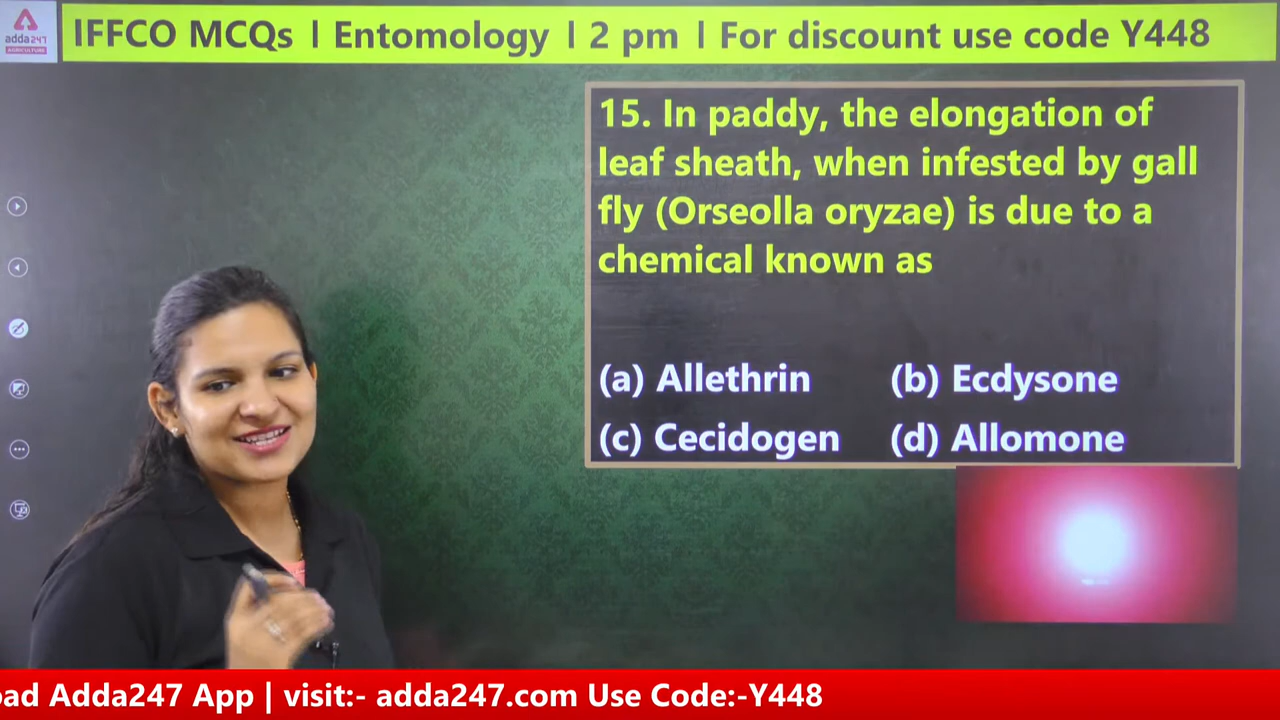 adda247
AGRICULTURE
IFFCO MCQs I Entomology I 2 pm I For discount use code Y448
15. In paddy, the elongation of
leaf sheath, when infested by gall
fly (Orseolla oryzae) is due to a
chemical known as
(a) Allethrin (b) Ecdysone
(c) Cecidogen (d) Allomone
ad Adda247 App | visit:- adda247.com Use Code:-Y448